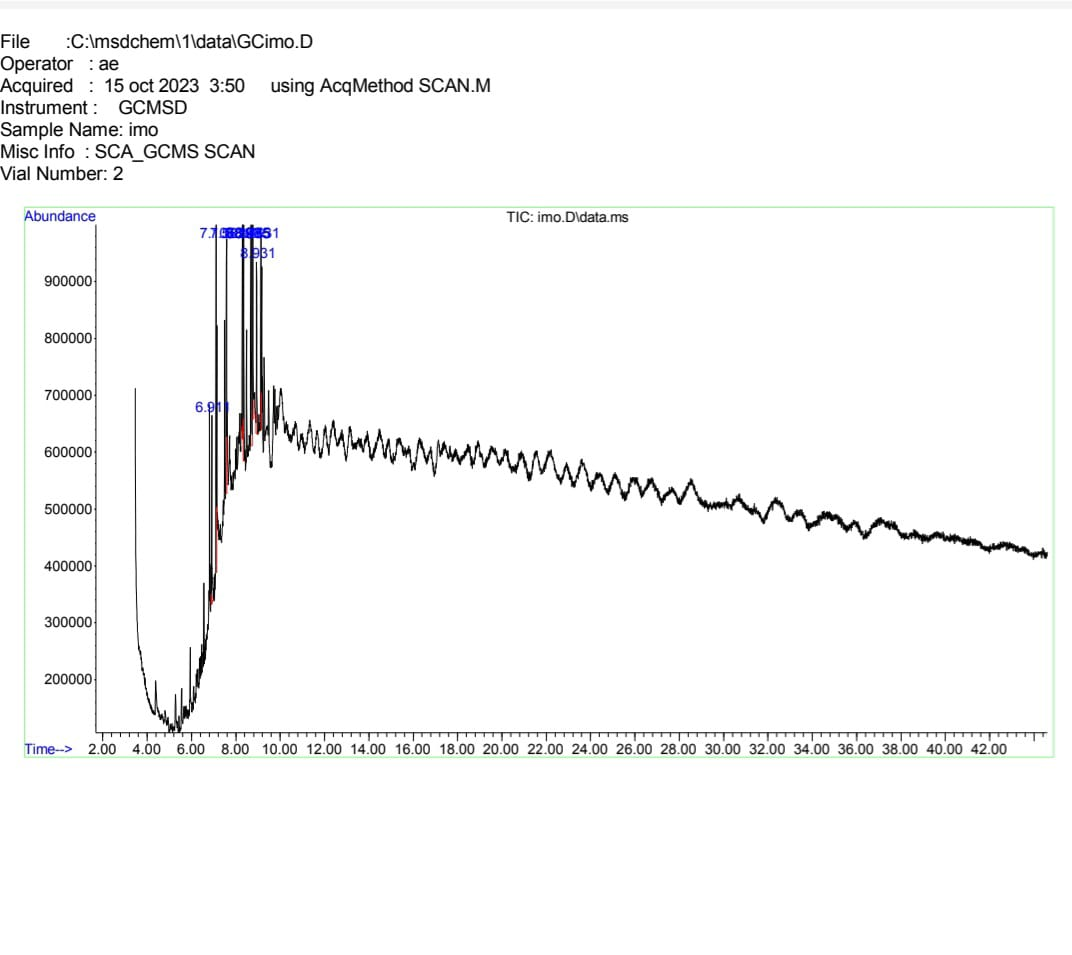 File :C:\msdchem\1\data\GCimo.D
Operator : ae
Acquired : 15 oct 2023 3:50 using AcqMethod SCAN.M
Instrument : GCMSD
Sample Name: imo
Misc Info : SCA_GCMS SCAN
Vial Number: 2
Abundance
TIC: imo.D\data.ms
8.931
900000
800000
700000
6.911
600000
500000
400000
300000
200000
Time--> 2.00 4.00 6.00 8.00 10.00 12.00 14.00 16.00 18.00 20.00 22.00 24.00 26.00 28.00 30.00 32.00 34.00 36.00 38.00 40.00 42.00